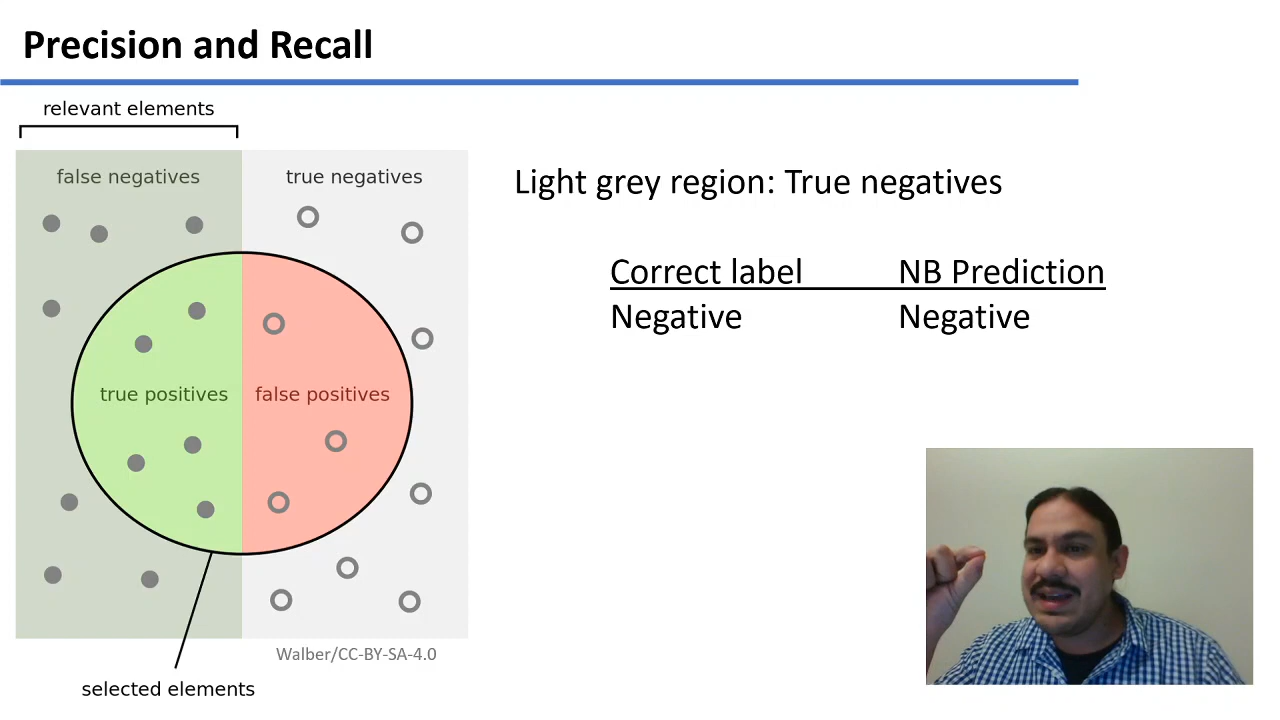 Precision and Recall
relevant elements
false negatives
true negatives
true positives
false positives
Walber/CC-BY-SA-4.0
selected elements
Light grey region: True negatives
Correct label NB Prediction
Negative Negative